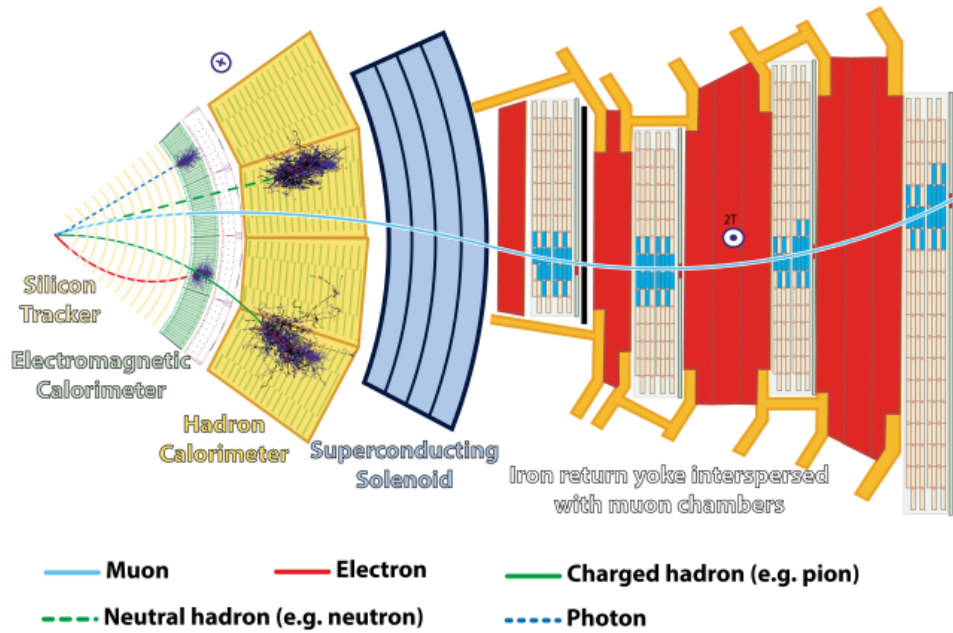 2T
Silicon
Tracker
Electromagnetic
Calorimeter
Hadron
Calorimeter
Superconducting
Solenoid
Iron return yoke interspersed
with muon chambers
Muon
Electron
Charged hadron (e.g. pion)
Neutral hadron (e.g. neutron)
Photon